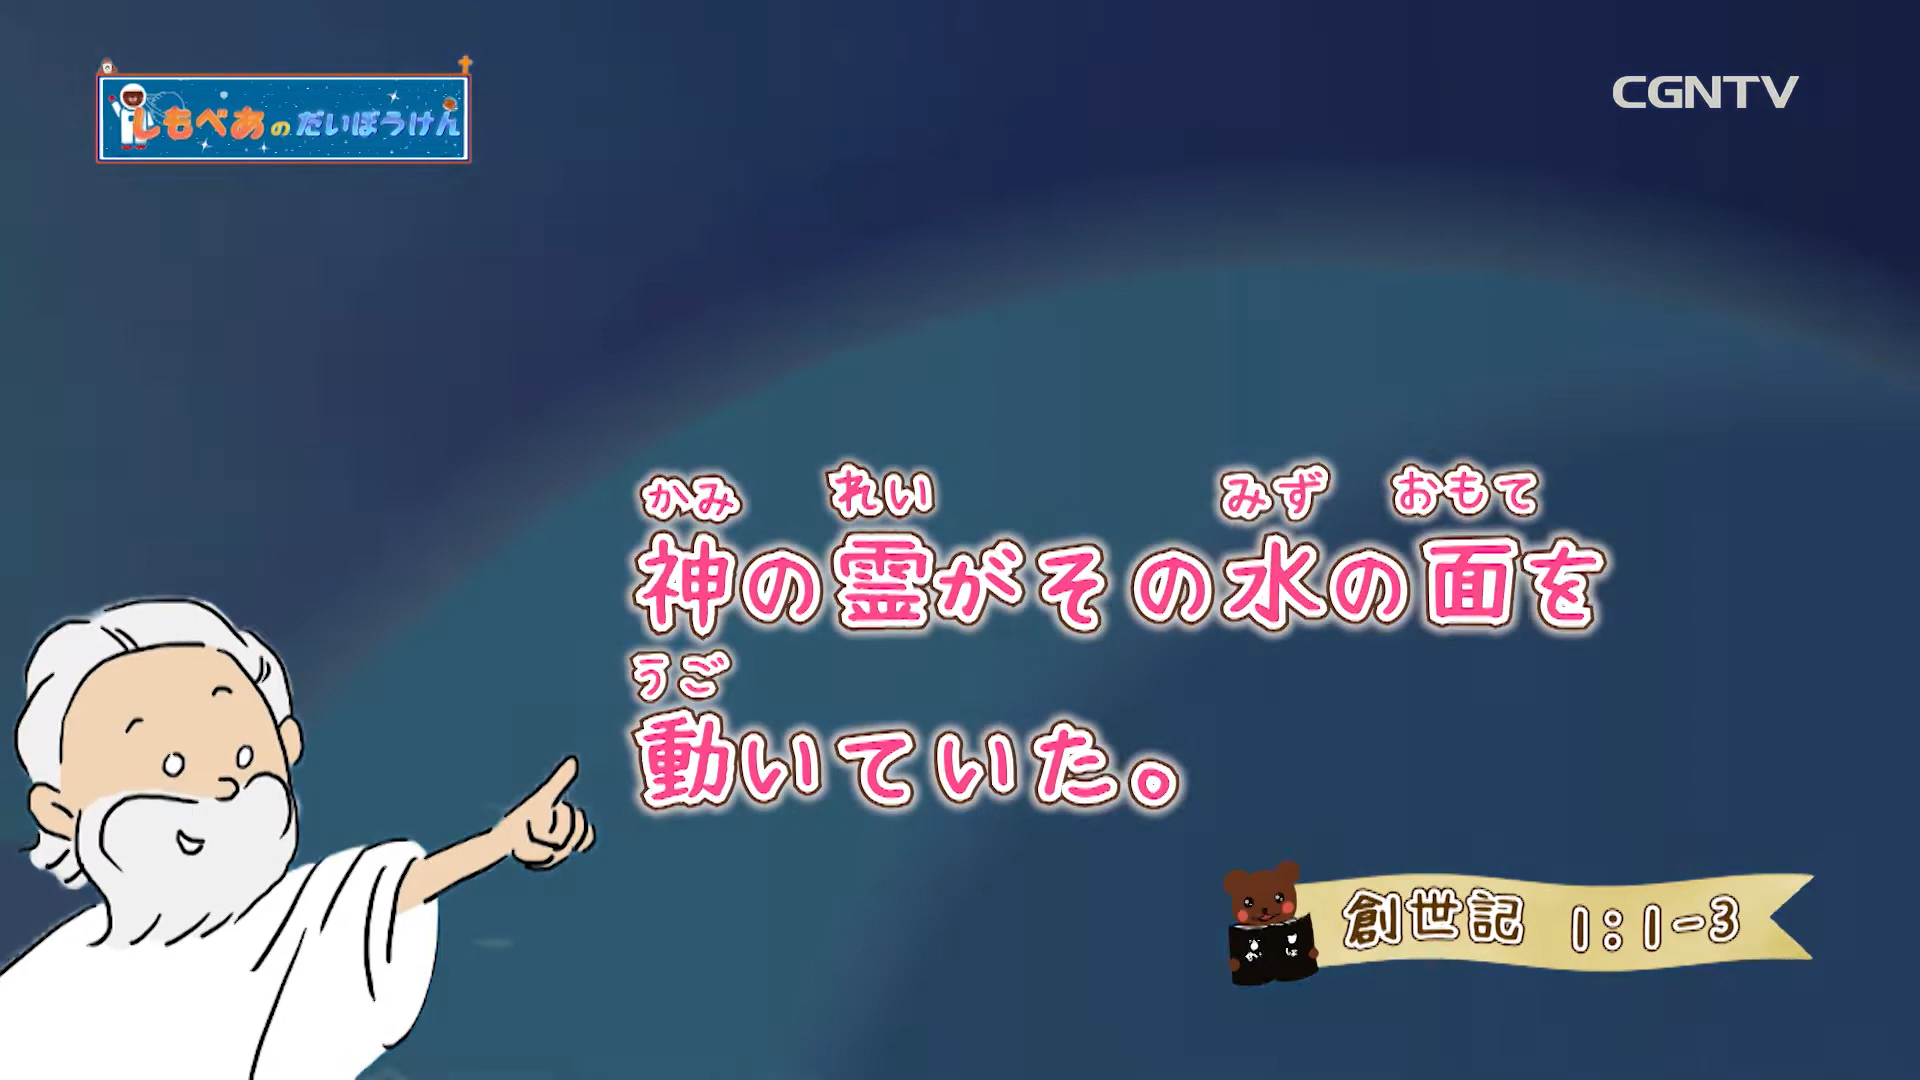 しもべあのだいぼうけん
CGNTV
かみ れい みず おもて
神の霊がその水の面を
うご
動いていた。
創世記 1:1-3